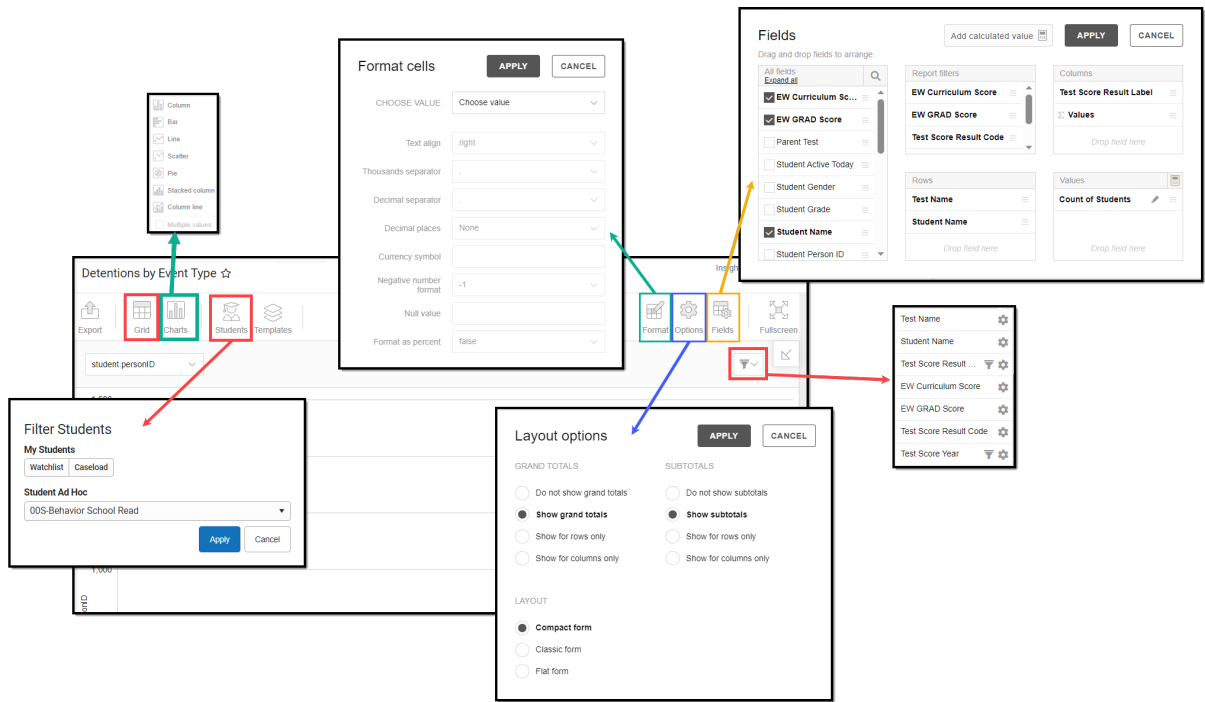 Column
Bar
Line
Scatter
Pie
Stacked column
Column line
Multiple values
Format cells
APPLY
CANCEL
CHOOSE VALUE
Choose value
Text align
right
Thousands separator
,
Decimal separator
.
Decimal places
None
Currency symbol
Negative number format
-1
Null value
Format as percent
false
Fields
Add calculated value
APPLY
CANCEL
Drag and drop fields to arrange
All fields
Expand all
EW Curriculum Sc...
EW GRAD Score
Parent Test
Student Active Today
Student Gender
Student Grade
Student Name
Student Person ID
Report filters
EW Curriculum Score
EW GRAD Score
Test Score Result Code
Columns
Test Score Result Label
Σ Values
Drop field here
Rows
Test Name
Student Name
Drop field here
Values
Count of Students
Drop field here
Detentions by Event Type ☆
Insigh
Export
Grid
Charts
Students
Templates
Format
Options
Fields
Fullscreen
student.personID
1,000
Test Name
Student Name
Test Score Result ...
EW Curriculum Score
EW GRAD Score
Test Score Result Code
Test Score Year
Filter Students
My Students
Watchlist
Caseload
Student Ad Hoc
00S-Behavior School Read
Apply
Cancel
Layout options
APPLY
CANCEL
GRAND TOTALS
SUBTOTALS
Do not show grand totals
Do not show subtotals
Show grand totals
Show subtotals
Show for rows only
Show for rows only
Show for columns only
Show for columns only
LAYOUT
Compact form
Classic form
Flat form